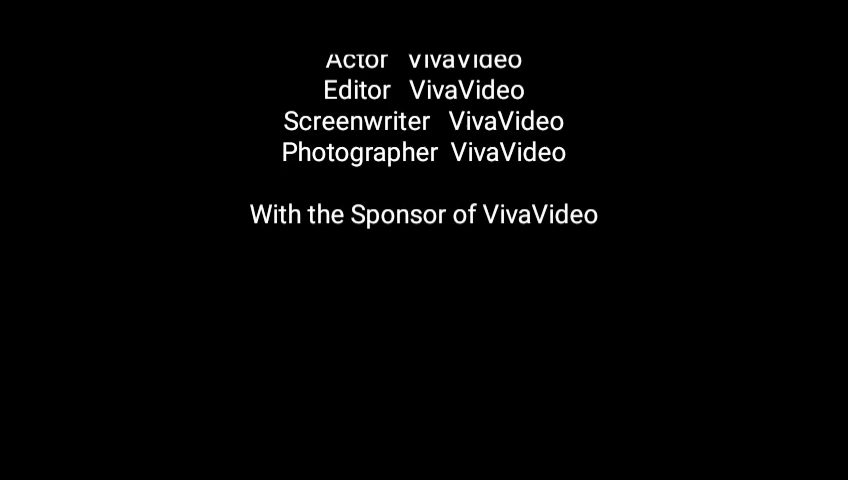 Actor VivaVideo
Editor VivaVideo
Screenwriter VivaVideo
Photographer VivaVideo
With the Sponsor of VivaVideo